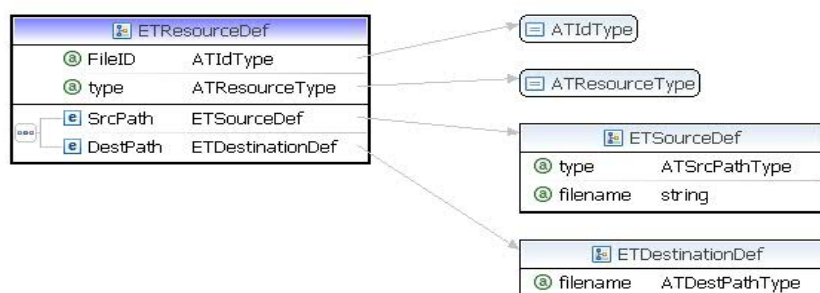 ETResourceDef
FileID ATIdType
type ATResourceType
SrcPath ETSourceDef
DestPath ETDestinationDef
ATIdType
ATResourceType
ETSourceDef
type ATSrcPathType
filename string
ETDestinationDef
filename ATDestPathType